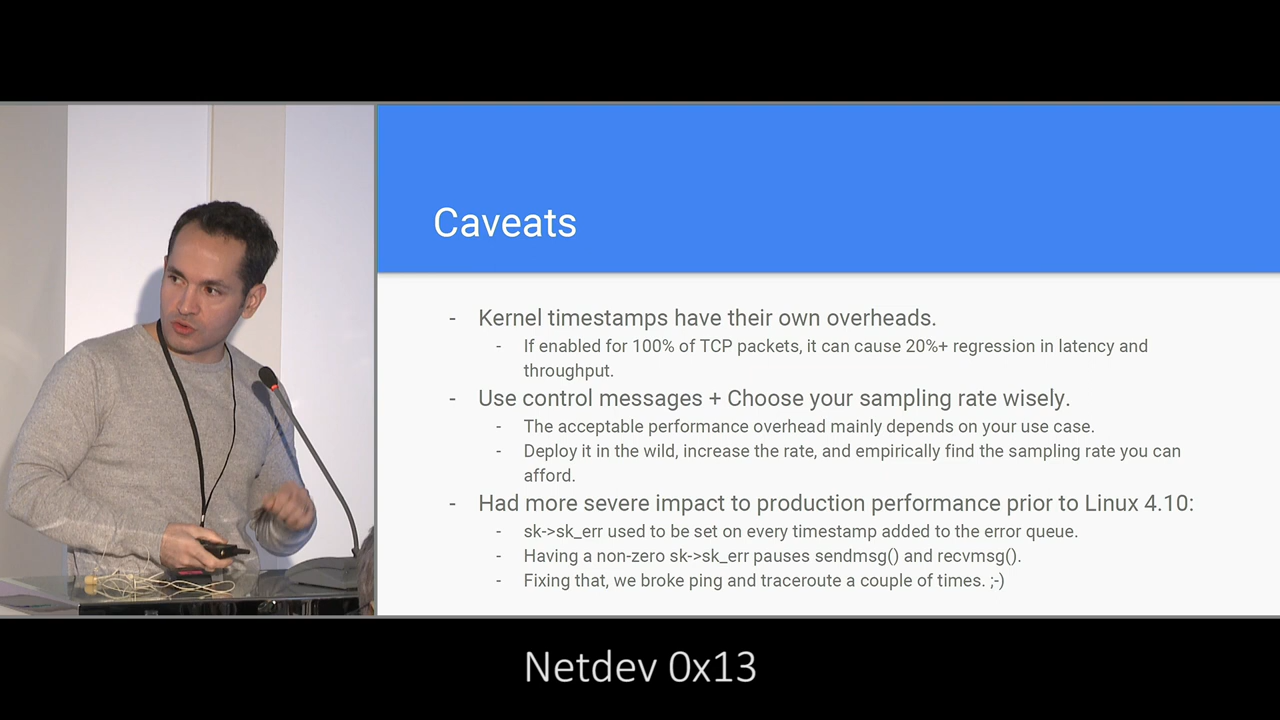 Caveats
- Kernel timestamps have their own overheads.
- If enabled for 100% of TCP packets, it can cause 20%+ regression in latency and
throughput.
- Use control messages + Choose your sampling rate wisely.
- The acceptable performance overhead mainly depends on your use case.
- Deploy it in the wild, increase the rate, and empirically find the sampling rate you can
afford.
- Had more severe impact to production performance prior to Linux 4.10:
- sk->sk_err used to be set on every timestamp added to the error queue.
- Having a non-zero sk->sk_err pauses sendmsg() and recvmsg().
- Fixing that, we broke ping and traceroute a couple of times. ;-)
Netdev 0x13